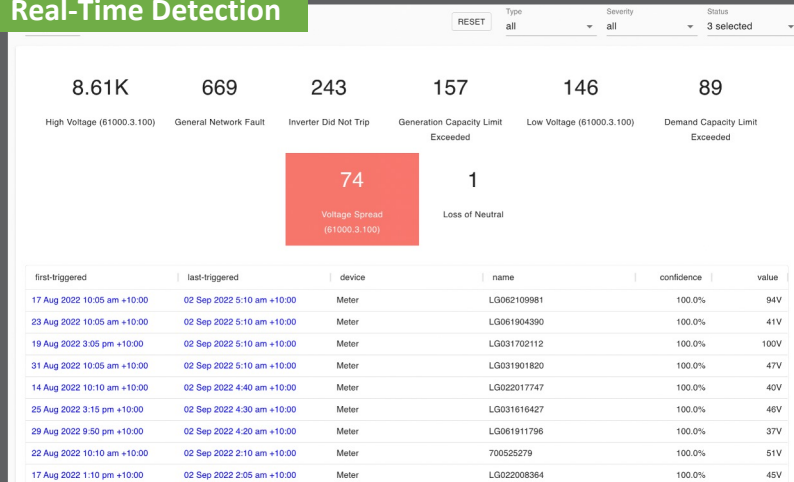 Real-Time Detection
RESET
Type
all
Severity
all
Status
3 selected
8.61K
669
243
157
146
89
High Voltage (61000.3.100)
General Network Fault
Inverter Did Not Trip
Generation Capacity Limit
Exceeded
Low Voltage (61000.3.100)
Demand Capacity Limit
Exceeded
74
1
Voltage Spread
(61000.3.100)
Loss of Neutral
first-triggered last-triggered device name confidence value
17 Aug 2022 10:05 am +10:00 02 Sep 2022 5:10 am +10:00 Meter LG062109981 100.0% 94V
23 Aug 2022 10:05 am +10:00 02 Sep 2022 5:10 am +10:00 Meter LG061904390 100.0% 41V
19 Aug 2022 3:05 pm +10:00 02 Sep 2022 5:10 am +10:00 Meter LG031702112 100.0% 100V
31 Aug 2022 10:05 am +10:00 02 Sep 2022 5:10 am +10:00 Meter LG031901820 100.0% 47V
14 Aug 2022 10:10 am +10:00 02 Sep 2022 4:40 am +10:00 Meter LG022017747 100.0% 40V
25 Aug 2022 3:15 pm +10:00 02 Sep 2022 4:30 am +10:00 Meter LG031616427 100.0% 46V
29 Aug 2022 9:50 pm +10:00 02 Sep 2022 4:20 am +10:00 Meter LG061911796 100.0% 37V
22 Aug 2022 10:10 am +10:00 02 Sep 2022 2:10 am +10:00 Meter 700525279 100.0% 51V
17 Aug 2022 1:10 pm +10:00 02 Sep 2022 2:05 am +10:00 Meter LG022008364 100.0% 45V